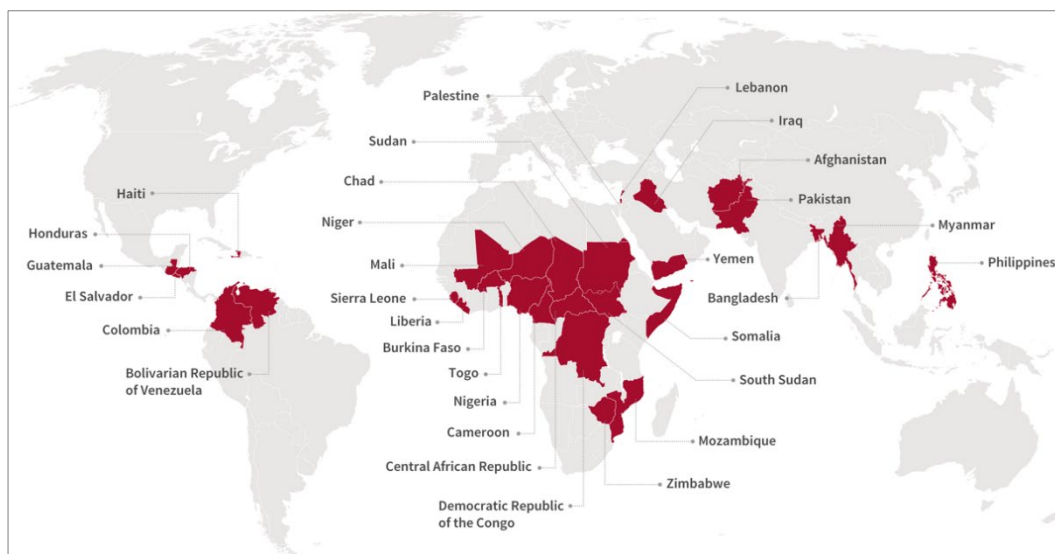 Palestine
Lebanon
Sudan
Iraq
Chad
Afghanistan
Haiti
Pakistan
Niger
Honduras
Myanmar
Guatemala
Mali
Yemen
Philippines
El Salvador
Sierra Leone
Bangladesh
Colombia
Liberia
Somalia
Burkina Faso
Bolivarian Republic
of Venezuela
Togo
South Sudan
Nigeria
Cameroon
Mozambique
Central African Republic
Zimbabwe
Democratic Republic
of the Congo